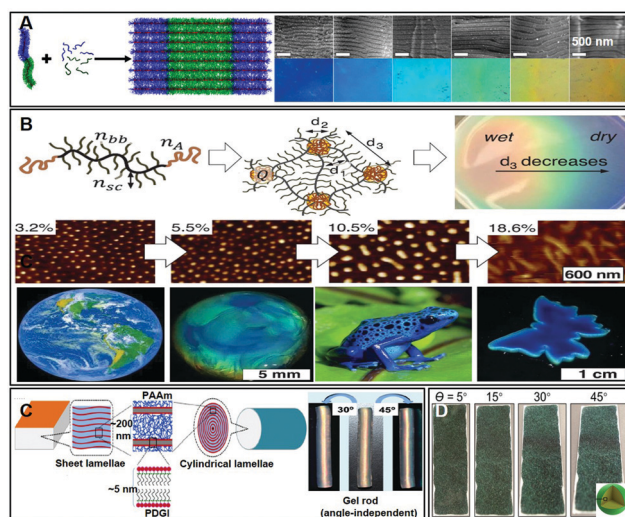 A
500 nm
B
n_bb
n_A
n_sc
d_2
d_3
d_1
Q
wet
dry
d_3 decreases
3.2%
5.5%
10.5%
18.6%
600 nm
C
5 mm
1 cm
C
PAAm
~200
nm
Sheet lamellae
Cylindrical lamellae
~5 nm
PDGI
30°
45°
Gel rod
(angle-independent)
D
Θ = 5°
15°
30°
45°